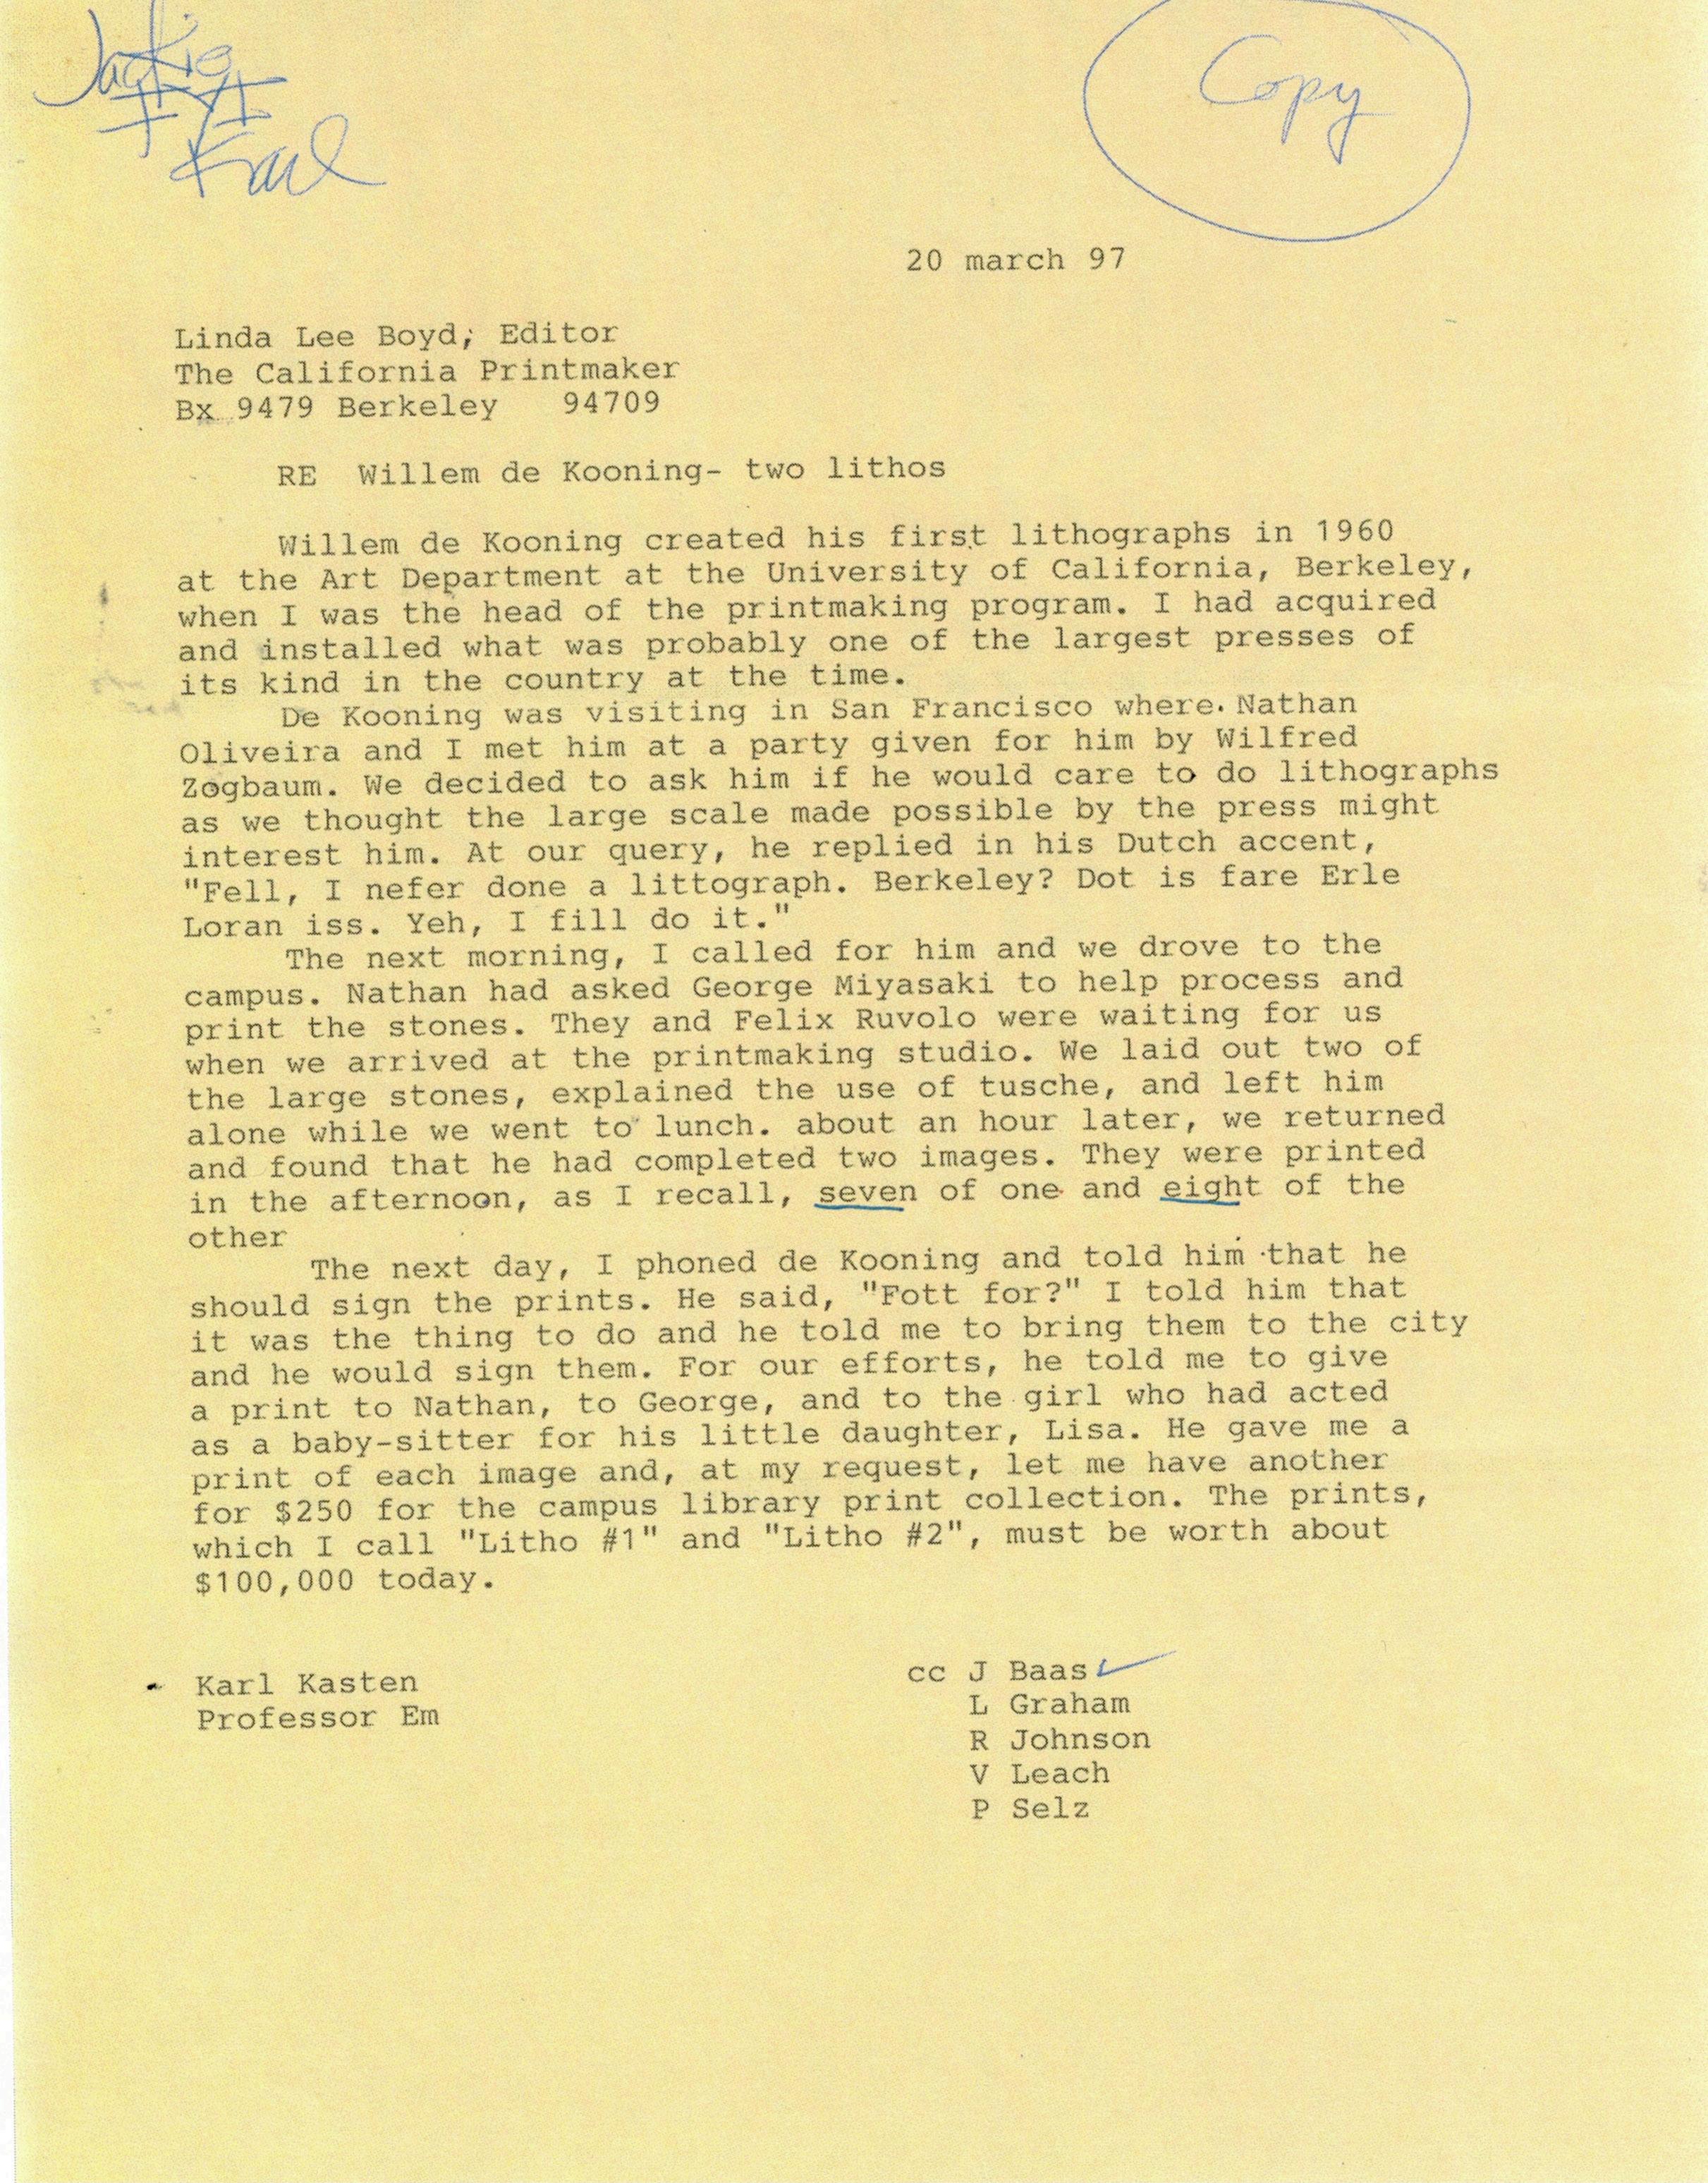 Jackie
FYI
Karl
Copy
20 march 97
Linda Lee Boyd; Editor
The California Printmaker
Bx 9479 Berkeley 94709
RE Willem de Kooning- two lithos
Willem de Kooning created his first lithographs in 1960
at the Art Department at the University of California, Berkeley,
when I was the head of the printmaking program. I had acquired
and installed what was probably one of the largest presses of
its kind in the country at the time.
De Kooning was visiting in San Francisco where Nathan
Oliveira and I met him at a party given for him by Wilfred
Zogbaum. We decided to ask him if he would care to do lithographs
as we thought the large scale made possible by the press might
interest him. At our query, he replied in his Dutch accent,
"Fell, I nefer done a littograph. Berkeley? Dot is fare Erle
Loran iss. Yeh, I fill do it."
The next morning, I called for him and we drove to the
campus. Nathan had asked George Miyasaki to help process and
print the stones. They and Felix Ruvolo were waiting for us
when we arrived at the printmaking studio. We laid out two of
the large stones, explained the use of tusche, and left him
alone while we went to lunch. about an hour later, we returned
and found that he had completed two images. They were printed
in the afternoon, as I recall, seven of one and eight of the
other
The next day, I phoned de Kooning and told him that he
should sign the prints. He said, "Fott for?" I told him that
it was the thing to do and he told me to bring them to the city
and he would sign them. For our efforts, he told me to give
a print to Nathan, to George, and to the girl who had acted
as a baby-sitter for his little daughter, Lisa. He gave me a
print of each image and, at my request, let me have another
for $250 for the campus library print collection. The prints,
which I call "Litho #1" and "Litho #2", must be worth about
$100,000 today.
Karl Kasten
Professor Em
cc J Baas
L Graham
R Johnson
V Leach
P Selz